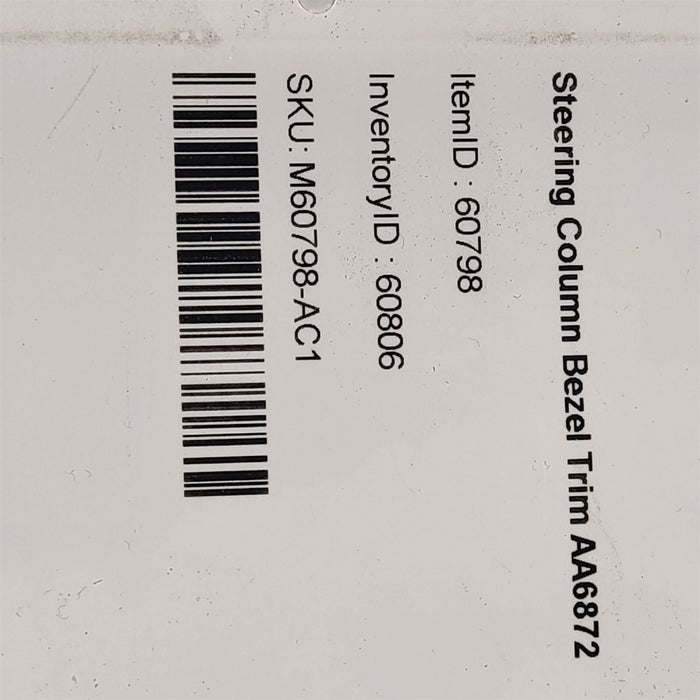 Steering Column Bezel Trim AA6872
ItemID : 60798
InventoryID : 60806
SKU: M60798-AC1